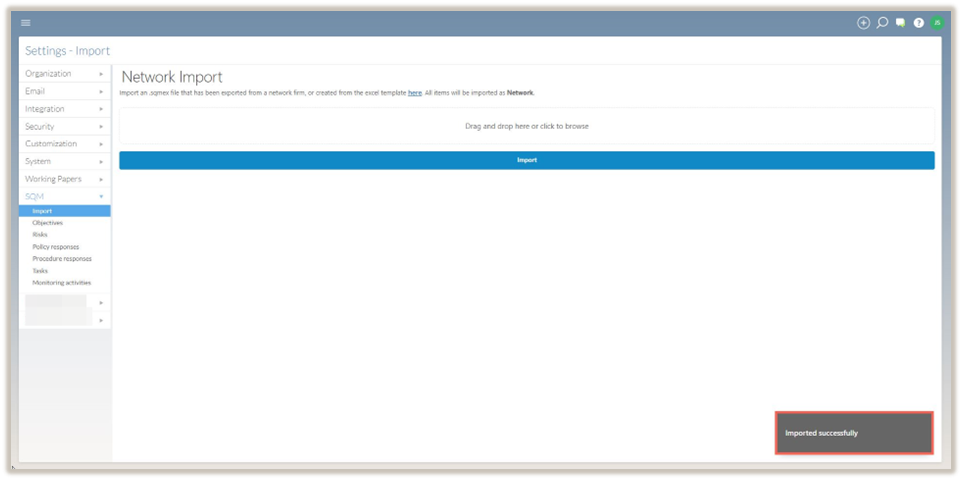 ?
JS
Settings - Import
Organization
Email
Integration
Security
Customization
System
Working Papers
SQM
Import
Objectives
Risks
Policy responses
Procedure responses
Tasks
Monitoring activities
Network Import
Import an .sqmex file that has been exported from a network firm, or created from the excel template here. All items will be imported as Network.
Drag and drop here or click to browse
Import
Imported successfully